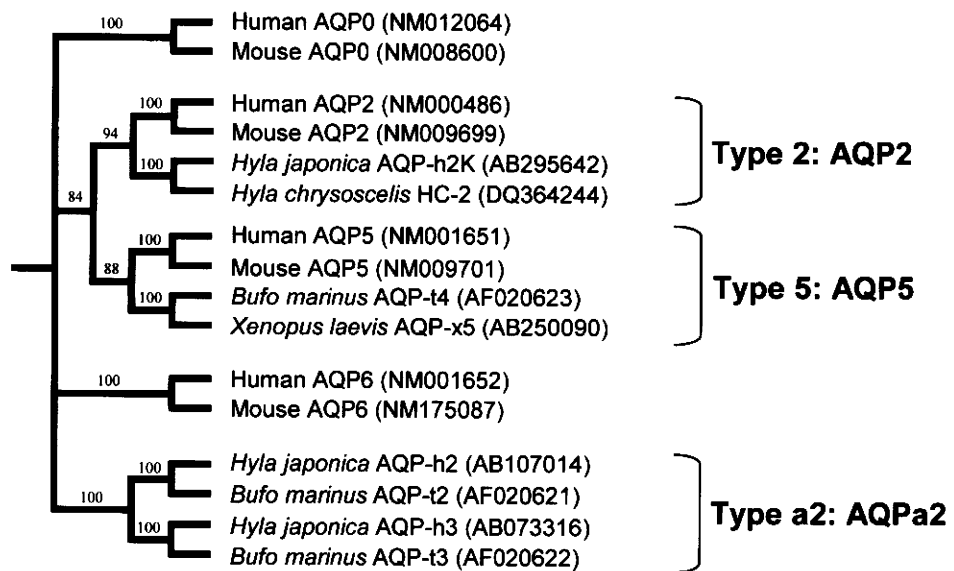 100
Human AQP0 (NM012064)
Mouse AQP0 (NM008600)
100
Human AQP2 (NM000486)
94
Mouse AQP2 (NM009699)
Type 2: AQP2
100
Hyla japonica AQP-h2K (AB295642)
Hyla chrysoscelis HC-2 (DQ364244)
84
100
Human AQP5 (NM001651)
88
Mouse AQP5 (NM009701)
Type 5: AQP5
100
Bufo marinus AQP-t4 (AF020623)
Xenopus laevis AQP-x5 (AB250090)
100
Human AQP6 (NM001652)
Mouse AQP6 (NM175087)
100
Hyla japonica AQP-h2 (AB107014)
100
Bufo marinus AQP-t2 (AF020621)
Type a2: AQPa2
100
Hyla japonica AQP-h3 (AB073316)
Bufo marinus AQP-t3 (AF020622)